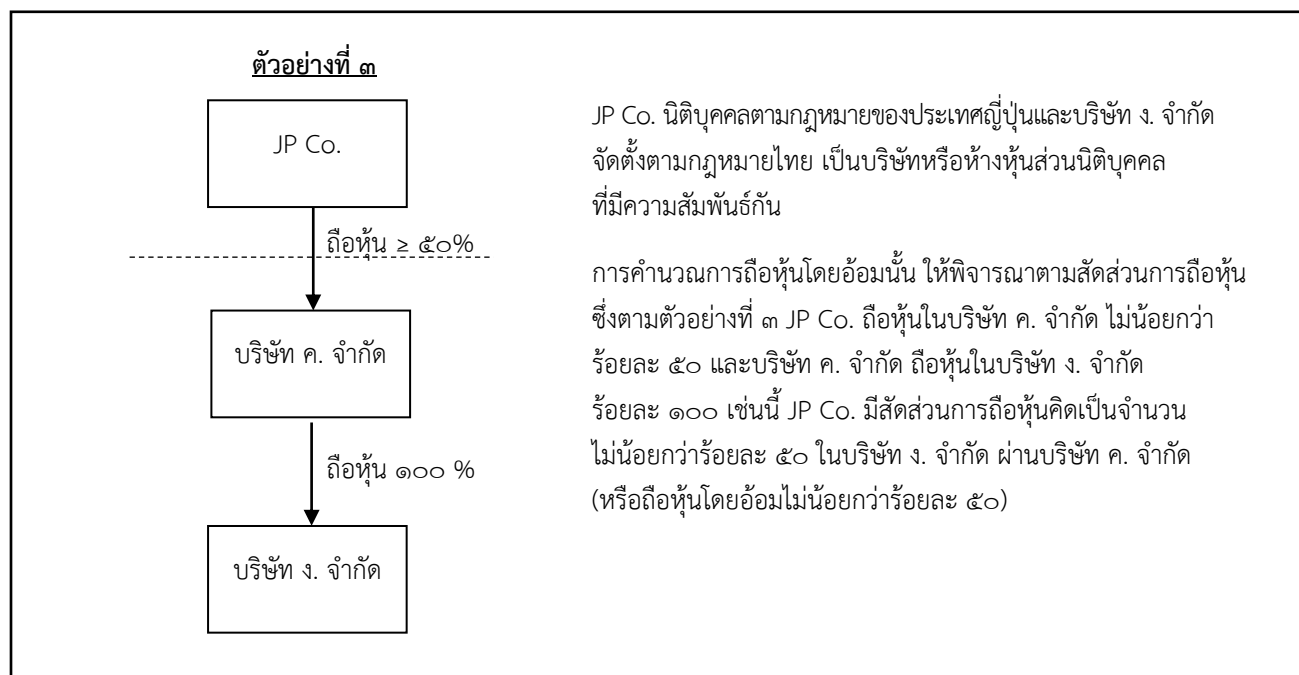 ตัวอย่างที่ ๓
JP Co.
ถือหุ้น ≥ ๕๐%
บริษัท ค. จำกัด
ถือหุ้น ๑๐๐ %
บริษัท ง. จำกัด
JP Co. นิติบุคคลตามกฎหมายของประเทศญี่ปุ่นและบริษัท ง. จำกัด
จัดตั้งตามกฎหมายไทย เป็นบริษัทหรือห้างหุ้นส่วนนิติบุคคล
ที่มีความสัมพันธ์กัน
การคำนวณการถือหุ้นโดยอ้อมนั้น ให้พิจารณาตามสัดส่วนการถือหุ้น
ซึ่งตามตัวอย่างที่ ๓ JP Co. ถือหุ้นในบริษัท ค. จำกัด ไม่น้อยกว่า
ร้อยละ ๕๐ และบริษัท ค. จำกัด ถือหุ้นในบริษัท ง. จำกัด
ร้อยละ ๑๐๐ เช่นนี้ JP Co. มีสัดส่วนการถือหุ้นคิดเป็นจำนวน
ไม่น้อยกว่าร้อยละ ๕๐ ในบริษัท ง. จำกัด ผ่านบริษัท ค. จำกัด
(หรือถือหุ้นโดยอ้อมไม่น้อยกว่าร้อยละ ๕๐)